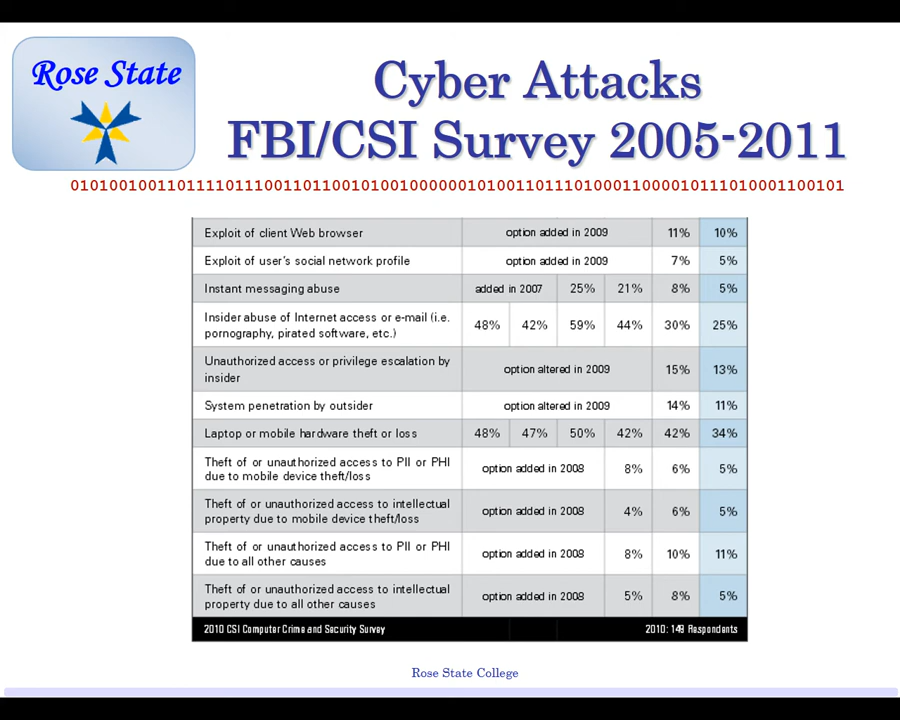 Rose State
Cyber Attacks
FBI/CSI Survey 2005-2011
0101001001101111011100110110010100100000010100110111010001100001011101000110​0101
Exploit of client Web browser option added in 2009 11% 10%
Exploit of user's social network profile option added in 2009 7% 5%
Instant messaging abuse added in 2007 25% 21% 8% 5%
Insider abuse of Internet access or e-mail (i.e.
pornography, pirated software, etc.) 48% 42% 59% 44% 30% 25%
Unauthorized access or privilege escalation by
insider option altered in 2009 15% 13%
System penetration by outsider option altered in 2009 14% 11%
Laptop or mobile hardware theft or loss 48% 47% 50% 42% 42% 34%
Theft of or unauthorized access to PII or PHI
due to mobile device theft/loss option added in 2008 8% 6% 5%
Theft of or unauthorized access to intellectual
property due to mobile device theft/loss option added in 2008 4% 6% 5%
Theft of or unauthorized access to PII or PHI
due to all other causes option added in 2008 8% 10% 11%
Theft of or unauthorized access to intellectual
property due to all other causes option added in 2008 5% 8% 5%
2010 CSI Computer Crime and Security Survey 2010: 149 Respondents
Rose State College